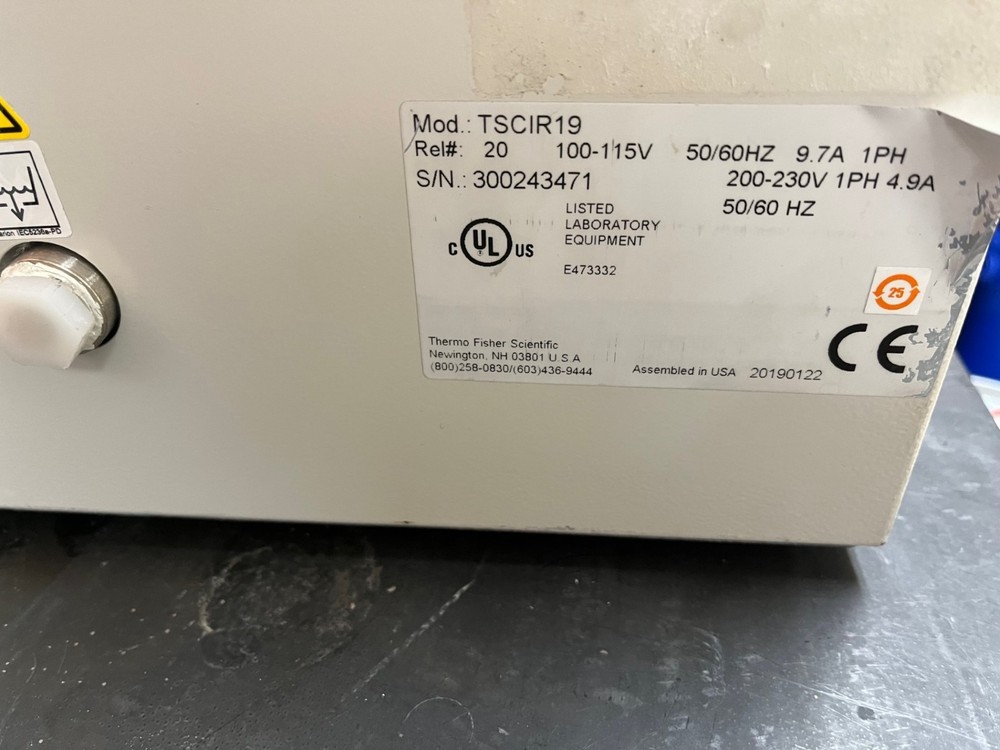 Mod.: TSCIR19
Rel#: 20 100-115V 50/60HZ 9.7A 1PH
S/N.: 300243471 200-230V 1PH 4.9A
50/60 HZ
LISTED
LABORATORY
EQUIPMENT
E473332
C UL US
25
CE
Thermo Fisher Scientific
Newington, NH 03801 U.S.A
(800)258-0830/(603)436-9444
Assembled in USA 20190122